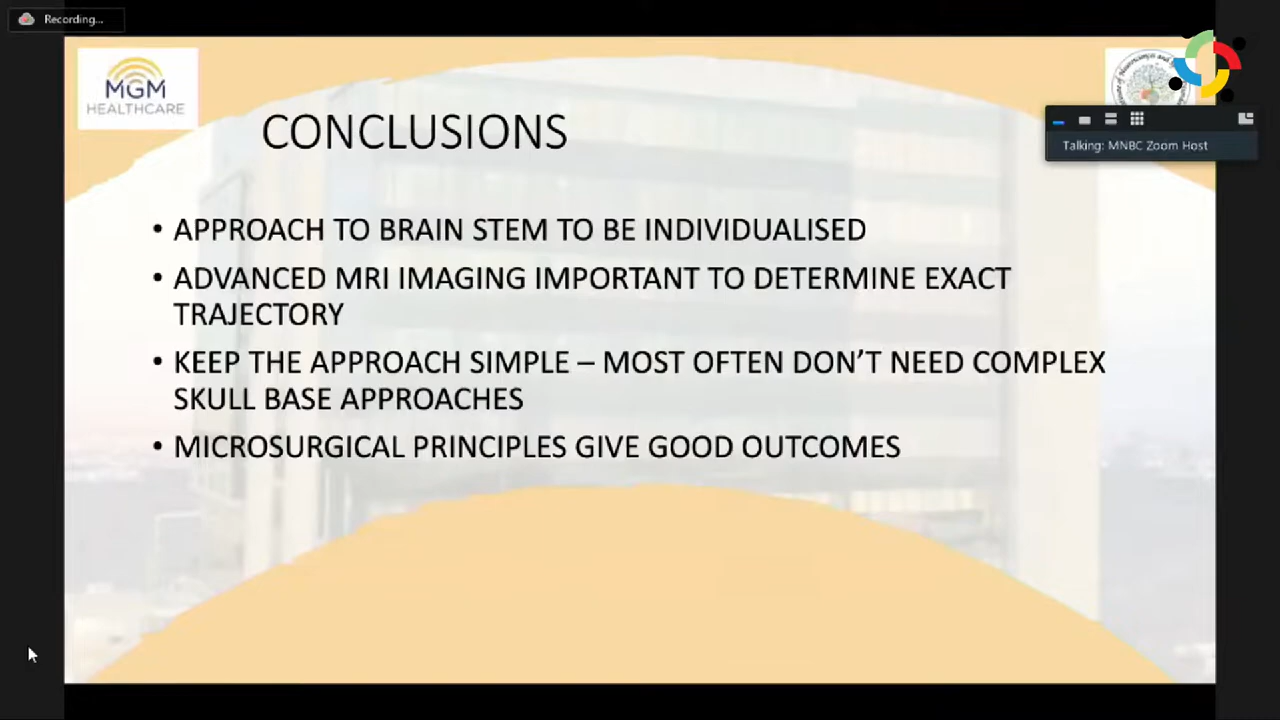 Recording...
MGM
HEALTHCARE
Talking: MNBC Zoom Host
CONCLUSIONS
• APPROACH TO BRAIN STEM TO BE INDIVIDUALISED
• ADVANCED MRI IMAGING IMPORTANT TO DETERMINE EXACT
TRAJECTORY
• KEEP THE APPROACH SIMPLE – MOST OFTEN DON’T NEED COMPLEX
SKULL BASE APPROACHES
• MICROSURGICAL PRINCIPLES GIVE GOOD OUTCOMES